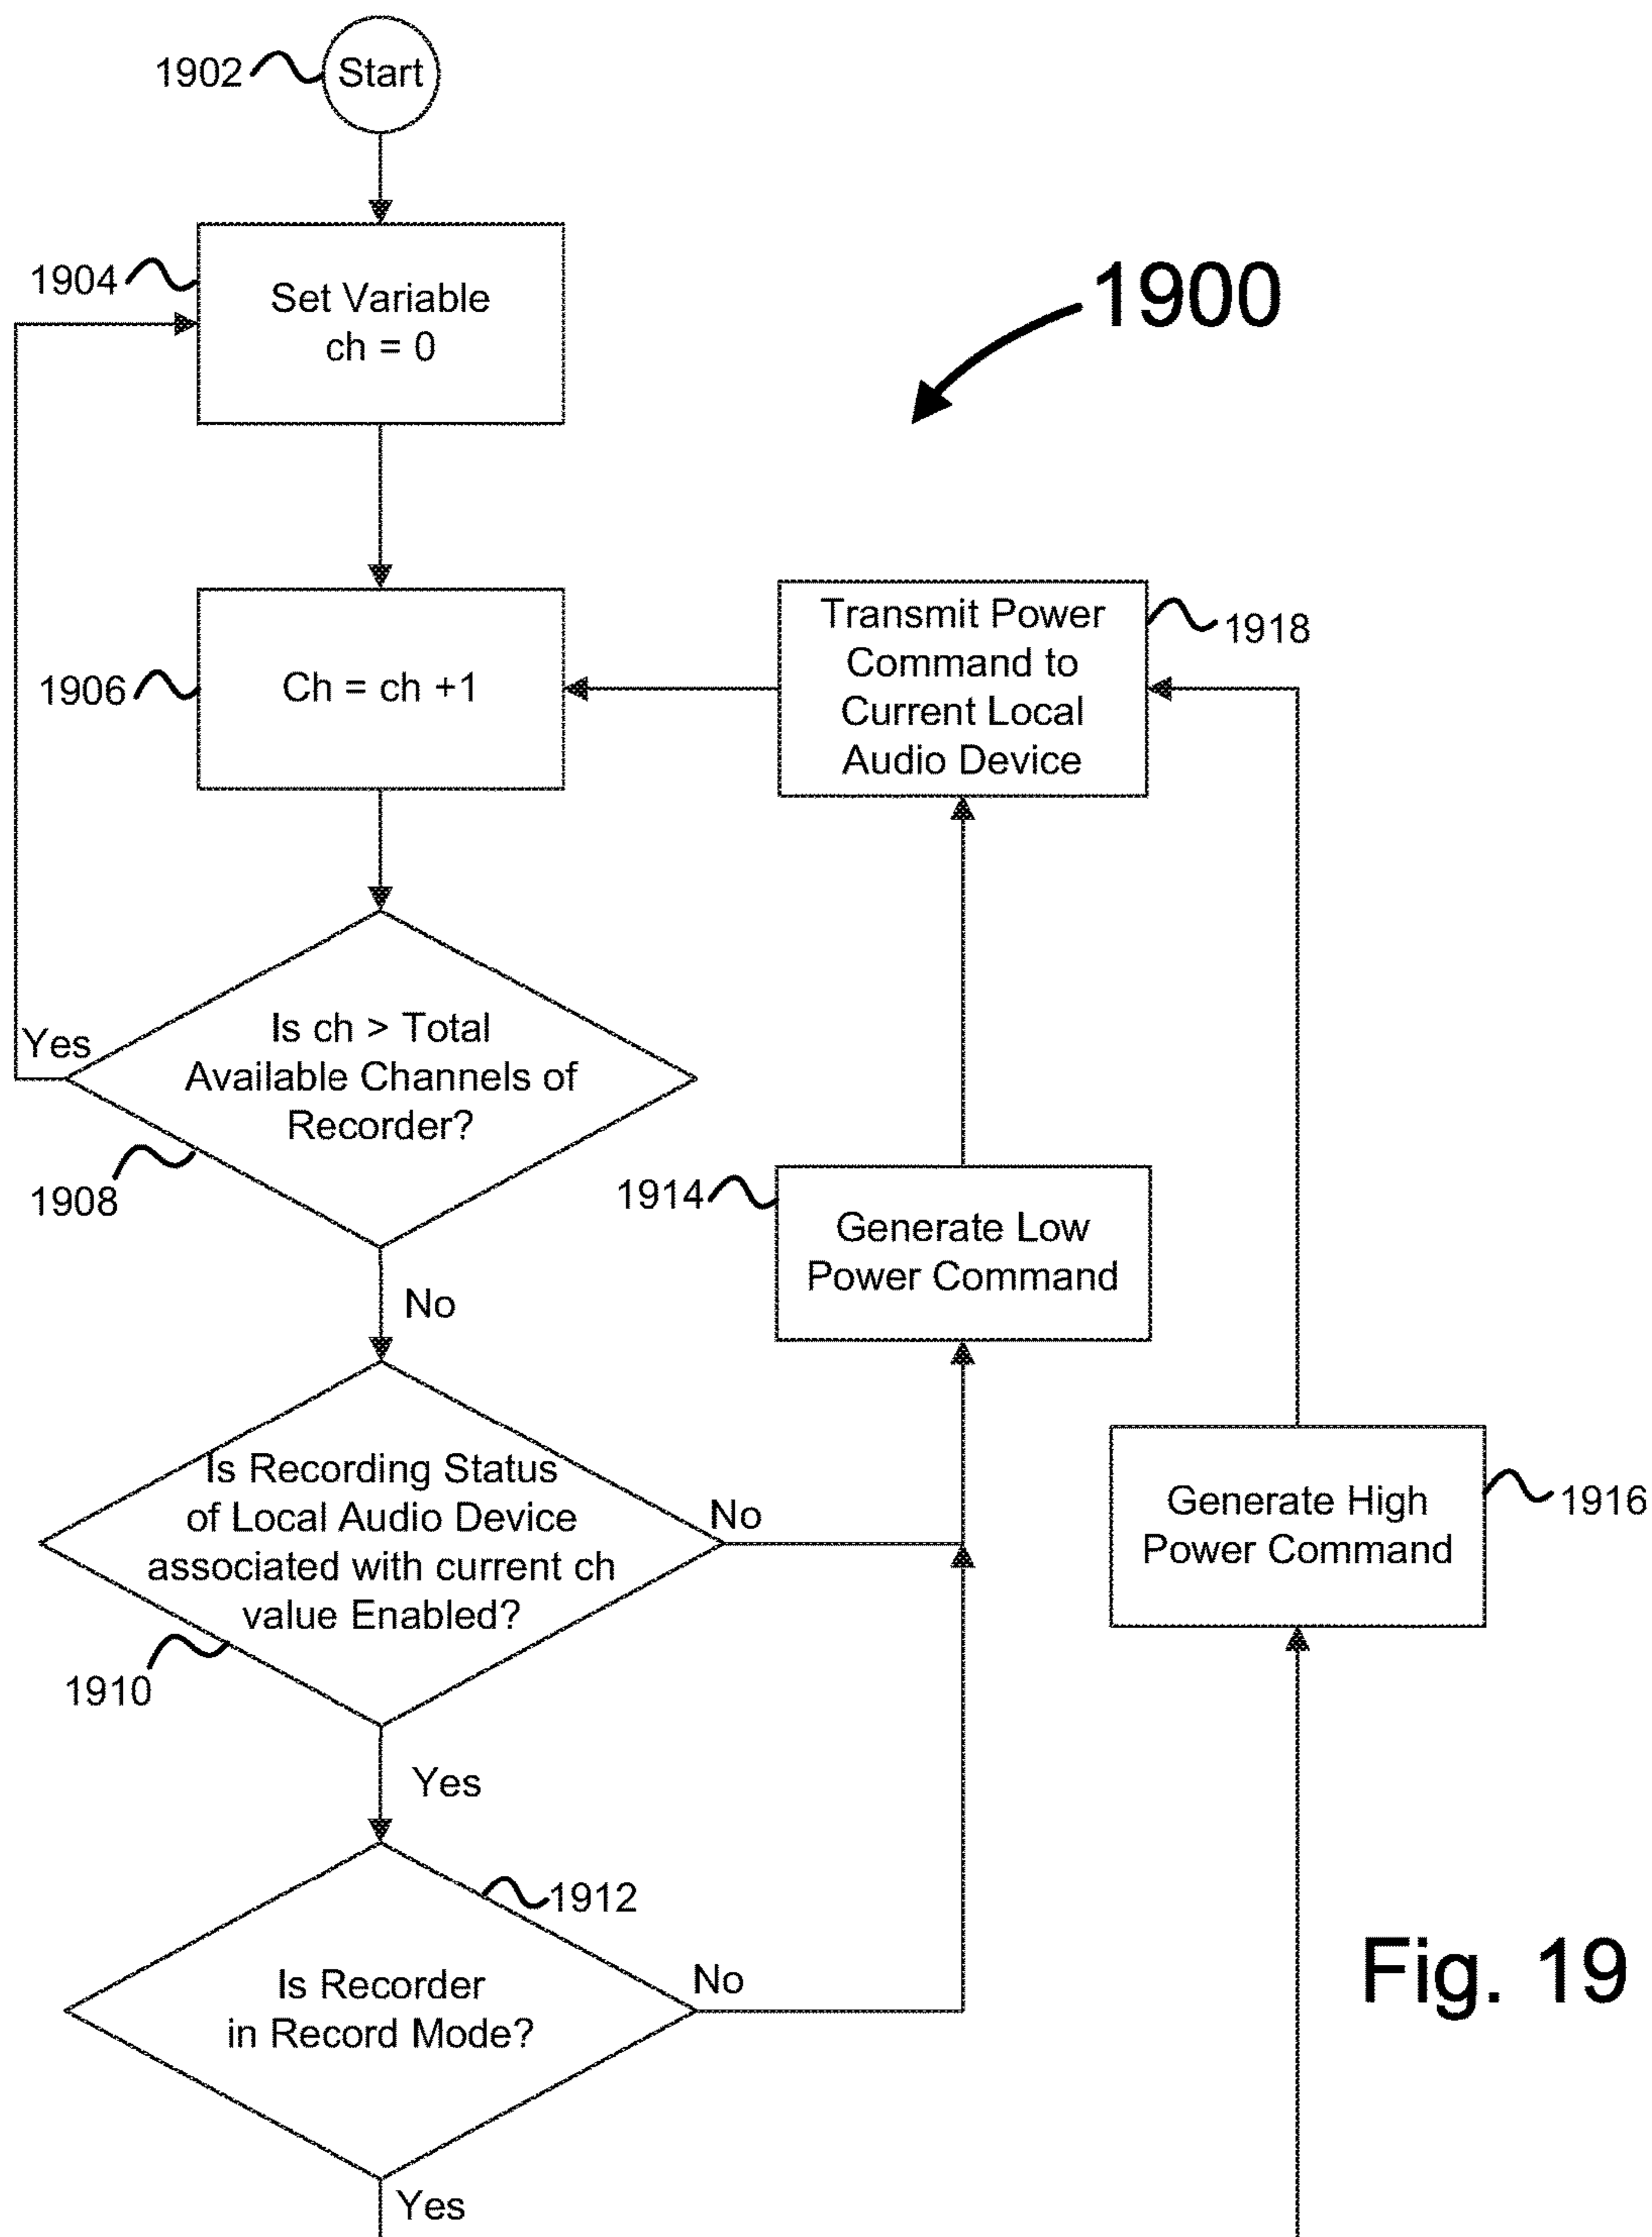 1902
Start
1904
Set Variable
ch = 0
1900
1906
Ch = ch +1
Transmit Power
Command to
Current Local
Audio Device
1918
Is ch > Total
Available Channels of
Recorder?
Yes
1908
No
1914
Generate Low
Power Command
Is Recording Status
of Local Audio Device
associated with current ch
value Enabled?
No
1910
Yes
Generate High
Power Command
1916
1912
Is Recorder
in Record Mode?
No
Yes
Fig. 19